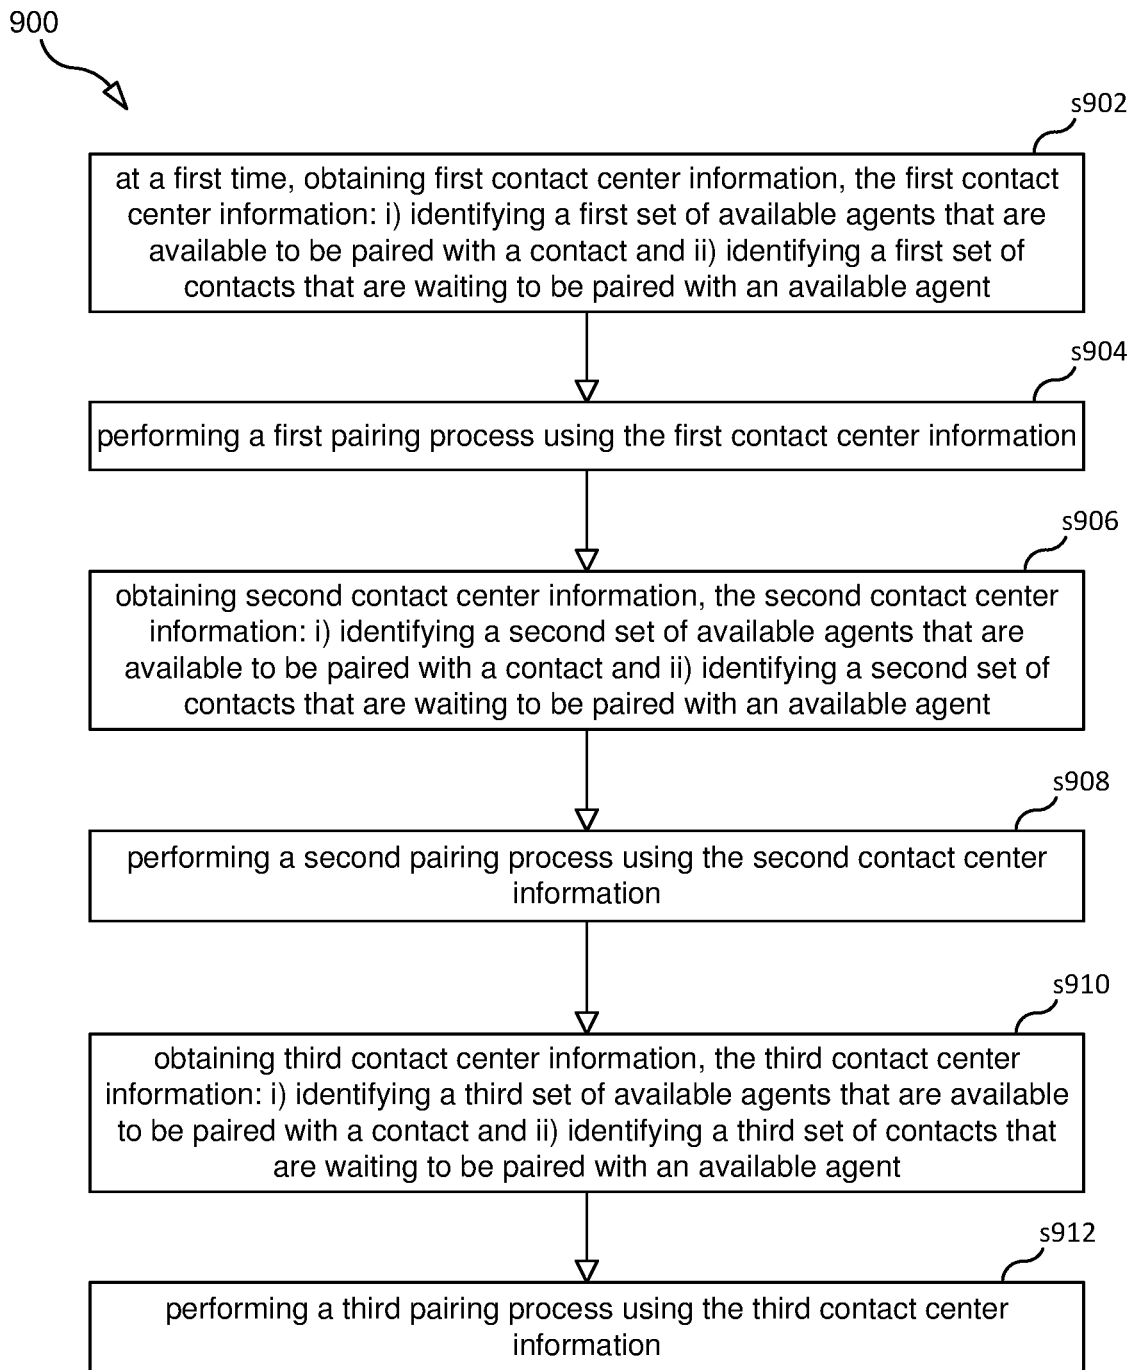 900
s902
at a first time, obtaining first contact center information, the first contact
center information: i) identifying a first set of available agents that are
available to be paired with a contact and ii) identifying a first set of
contacts that are waiting to be paired with an available agent
s904
performing a first pairing process using the first contact center information
s906
obtaining second contact center information, the second contact center
information: i) identifying a second set of available agents that are
available to be paired with a contact and ii) identifying a second set of
contacts that are waiting to be paired with an available agent
s908
performing a second pairing process using the second contact center
information
s910
obtaining third contact center information, the third contact center
information: i) identifying a third set of available agents that are available
to be paired with a contact and ii) identifying a third set of contacts that
are waiting to be paired with an available agent
s912
performing a third pairing process using the third contact center
information